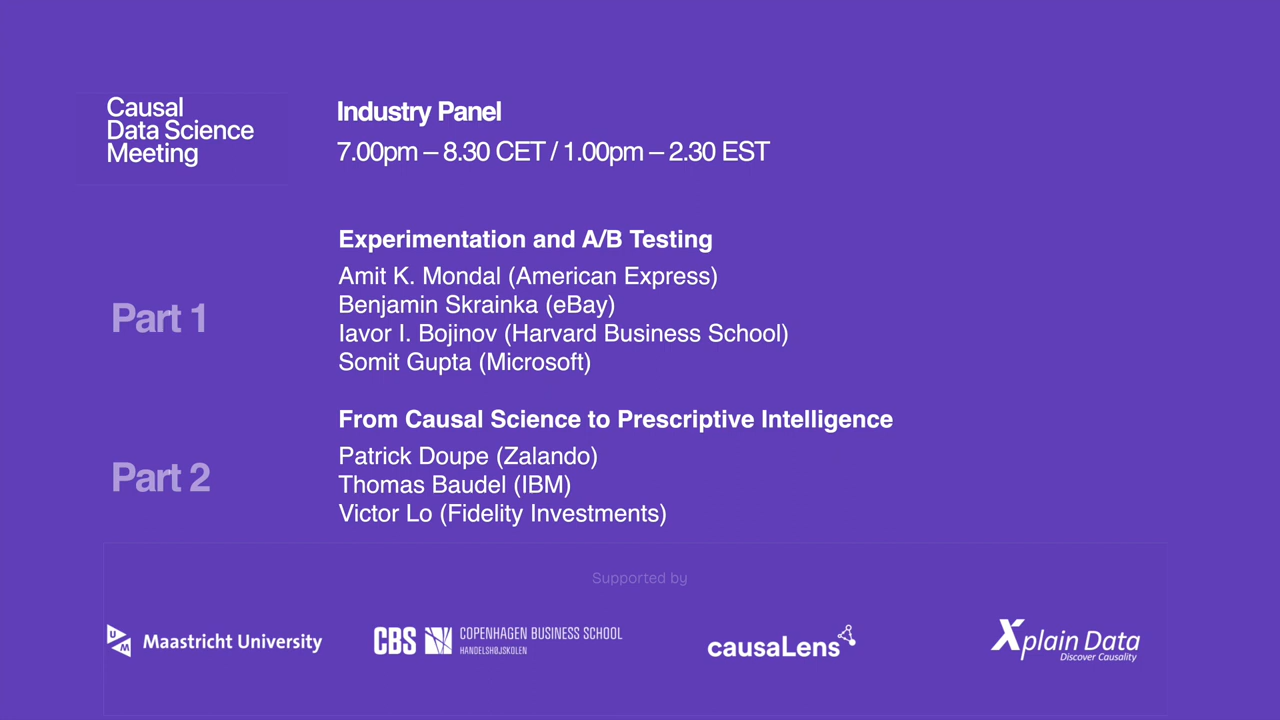 Causal
Data Science
Meeting
Industry Panel
7.00pm – 8.30 CET / 1.00pm – 2.30 EST
Part 1
Experimentation and A/B Testing
Amit K. Mondal (American Express)
Benjamin Skrainka (eBay)
Iavor I. Bojinov (Harvard Business School)
Somit Gupta (Microsoft)
Part 2
From Causal Science to Prescriptive Intelligence
Patrick Doupe (Zalando)
Thomas Baudel (IBM)
Victor Lo (Fidelity Investments)
Supported by
UM Maastricht University
CBS COPENHAGEN BUSINESS SCHOOL
HANDELSHØJSKOLEN
causaLens
Xplain Data
Discover Causality